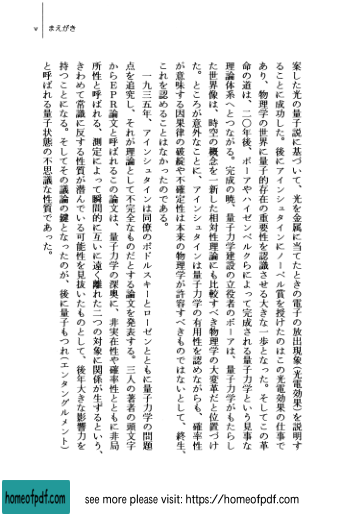 v
まえがき
案した光の量子説に基づいて，光を金属に当てたときの電子の放出現象（光電効果）を説明す
ることに成功した．後にアインシュタインにノーベル賞を授けたのはこの光電効果の仕事で
あり，物理学の世界に量子的存在の重要性を認識させる大きな一歩となった．そしてこの革
命の道は，二〇年後，ボーアやハイゼンベルクらによって完成される量子力学という見事な
理論体系へとつながる．完成の暁，量子力学建設の立役者のボーアは，量子力学がもたらし
た世界像は，時空の概念を一新した相対性理論にも比較すべき物理学の大変革だと位置づけ
た．ところが意外なことに，アインシュタインは量子力学の有用性を認めながらも，確率性
が意味する因果律の破綻や不確定性は本来の物理学が許容すべきものではないとして，終生，
これを認めることはなかったのである．
一九三五年，アインシュタインは同僚のポドルスキーとローゼンとともに量子力学の問題
点を追究し，それが理論として不完全なものだとする論文を発表する．三人の著者の頭文字
からEPR論文と呼ばれるこの論文は，量子力学の深奥に，非実在性や確率性とともに非局
所性と呼ばれる，測定によって瞬間的に互いに遠く離れた二つの対象に関係が生ずるという，
きわめて常識に反する性質が潜んでいる可能性を見抜いたものとして，後年大きな影響力を
持つことになる．そしてその議論の鍵となったのが，後に量子もつれ（エンタングルメント）
と呼ばれる量子状態の不思議な性質であった．
homeofpdf.com
see more please visit: https://homeofpdf.com